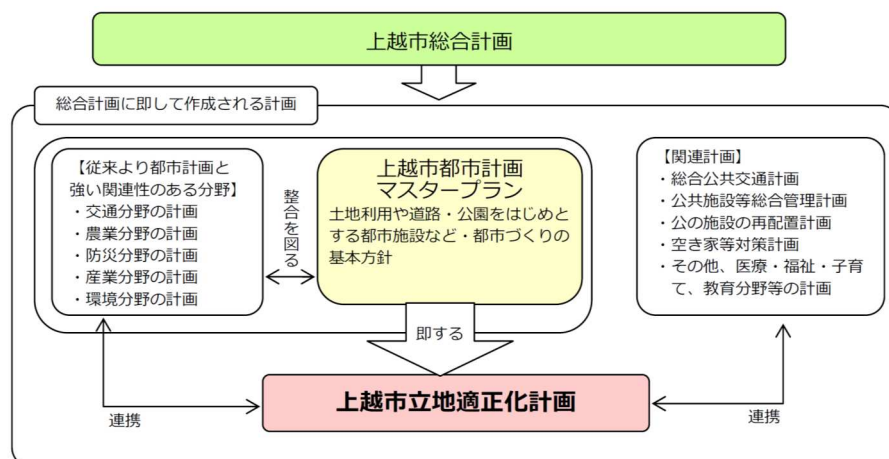 上越市総合計画
総合計画に即して作成される計画
【従来より都市計画と
強い関連性のある分野】
・交通分野の計画
・農業分野の計画
・防災分野の計画
・産業分野の計画
・環境分野の計画
整合を図る
上越市都市計画
マスタープラン
土地利用や道路・公園をはじめと
する都市施設など・都市づくりの
基本方針
【関連計画】
・総合公共交通計画
・公共施設等総合管理計画
・公の施設の再配置計画
・空き家等対策計画
・その他、医療・福祉・子育
て、教育分野等の計画
即する
上越市立地適正化計画
連携
連携